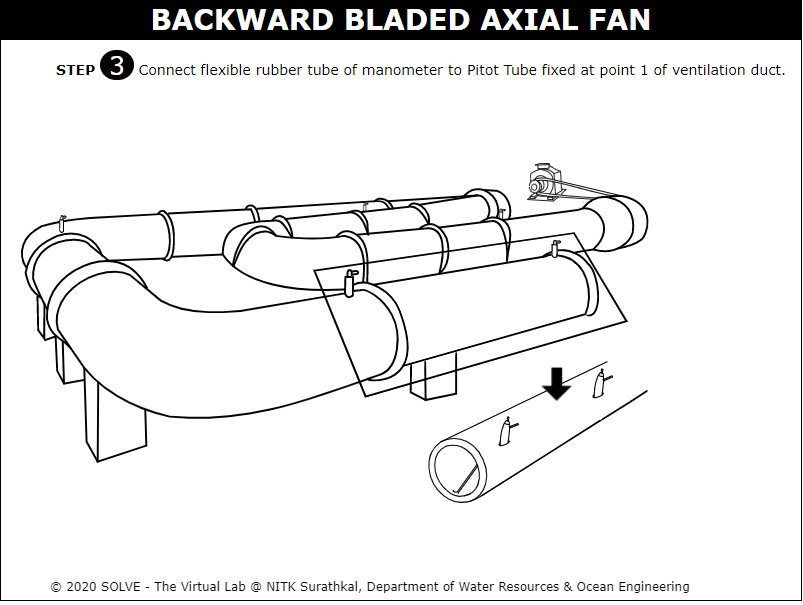 BACKWARD BLADED AXIAL FAN
STEP 3 Connect flexible rubber tube of manometer to Pitot Tube fixed at point 1 of ventilation duct.
© 2020 SOLVE - The Virtual Lab @ NITK Surathkal, Department of Water Resources & Ocean Engineering